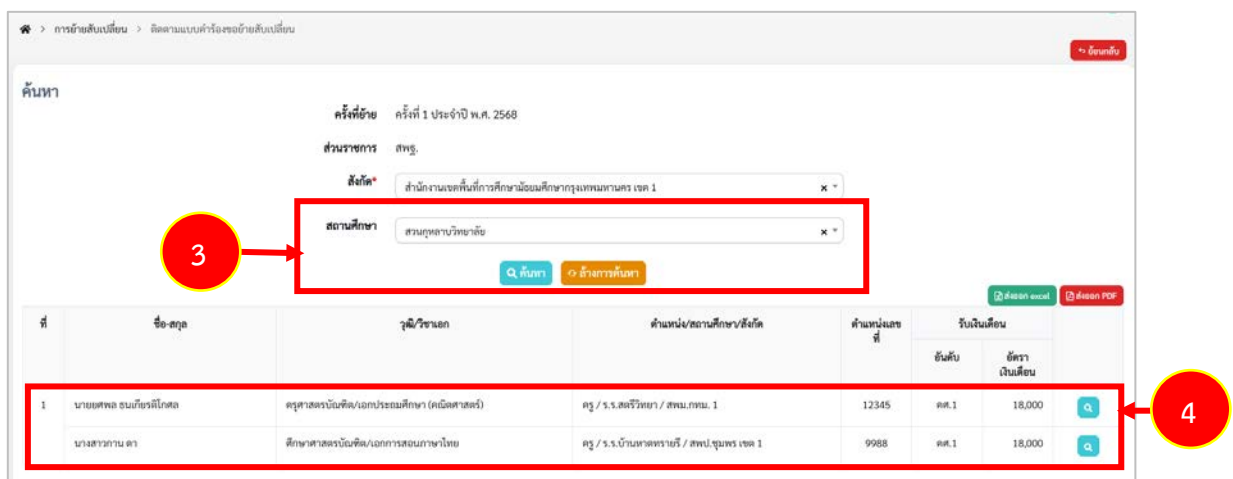 > การย้ายสับเปลี่ยน > ติดตามแบบคำร้องขอย้ายสับเปลี่ยน
ย้อนกลับ
ค้นหา
ครั้งที่ย้าย ครั้งที่ 1 ประจำปี พ.ศ. 2568
ส่วนราชการ สพฐ.
สังกัด* สำนักงานเขตพื้นที่การศึกษามัธยมศึกษากรุงเทพมหานคร เขต 1 ×
สถานศึกษา สวนกุหลาบวิทยาลัย ×
3
ค้นหา ล้างการค้นหา
ส่งออก excel ส่งออก PDF
ที่ ชื่อ-สกุล วุฒิ/วิชาเอก ตำแหน่ง/สถานศึกษา/สังกัด ตำแหน่งเลขที่ รับเงินเดือน
อันดับ อัตราเงินเดือน
1 นายยศพล ธนเกียรติโกศล ครุศาสตรบัณฑิต/เอกประถมศึกษา (คณิตศาสตร์) ครู / ร.ร.สตรีวิทยา / สพม.กทม. 1 12345 คศ.1 18,000
4
นางสาวกาน ดา ศึกษาศาสตรบัณฑิต/เอกการสอนภาษาไทย ครู / ร.ร.บ้านหาดทรายรี / สพป.ชุมพร เขต 1 9988 คศ.1 18,000